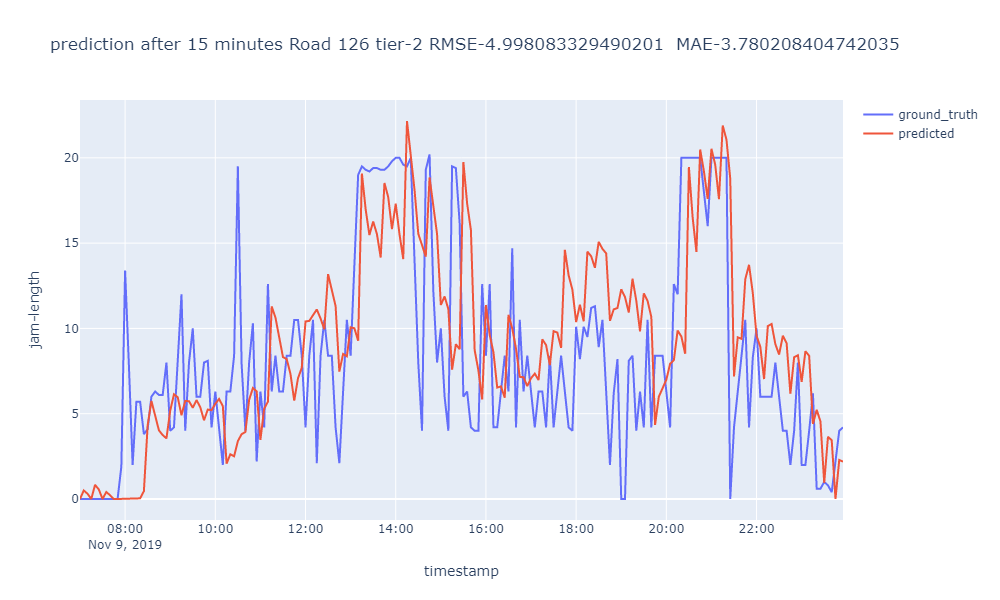 prediction after 15 minutes Road 126 tier-2 RMSE-4.998083329490201  MAE-3.780208404742035
ground_truth
predicted
20
15
10
5
0
jam-length
08:00 10:00 12:00 14:00 16:00 18:00 20:00 22:00
Nov 9, 2019
timestamp